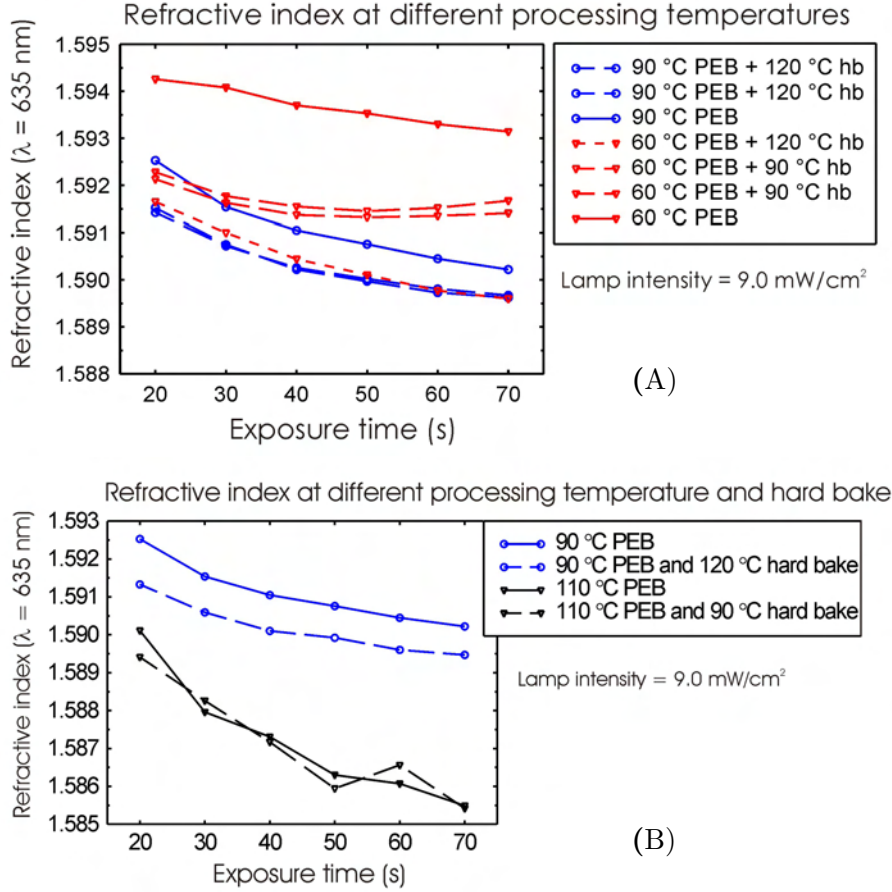 Refractive index at different processing temperatures
Refractive index (λ = 635 nm)
1.595
1.594
1.593
1.592
1.591
1.590
1.589
1.588
20 30 40 50 60 70
Exposure time (s)
90 °C PEB + 120 °C hb
90 °C PEB + 120 °C hb
90 °C PEB
60 °C PEB + 120 °C hb
60 °C PEB + 90 °C hb
60 °C PEB + 90 °C hb
60 °C PEB
Lamp intensity = 9.0 mW/cm²
(A)
Refractive index at different processing temperature and hard bake
Refractive index (λ = 635 nm)
1.593
1.592
1.591
1.590
1.589
1.588
1.587
1.586
1.585
20 30 40 50 60 70
Exposure time (s)
90 °C PEB
90 °C PEB and 120 °C hard bake
110 °C PEB
110 °C PEB and 90 °C hard bake
Lamp intensity = 9.0 mW/cm²
(B)